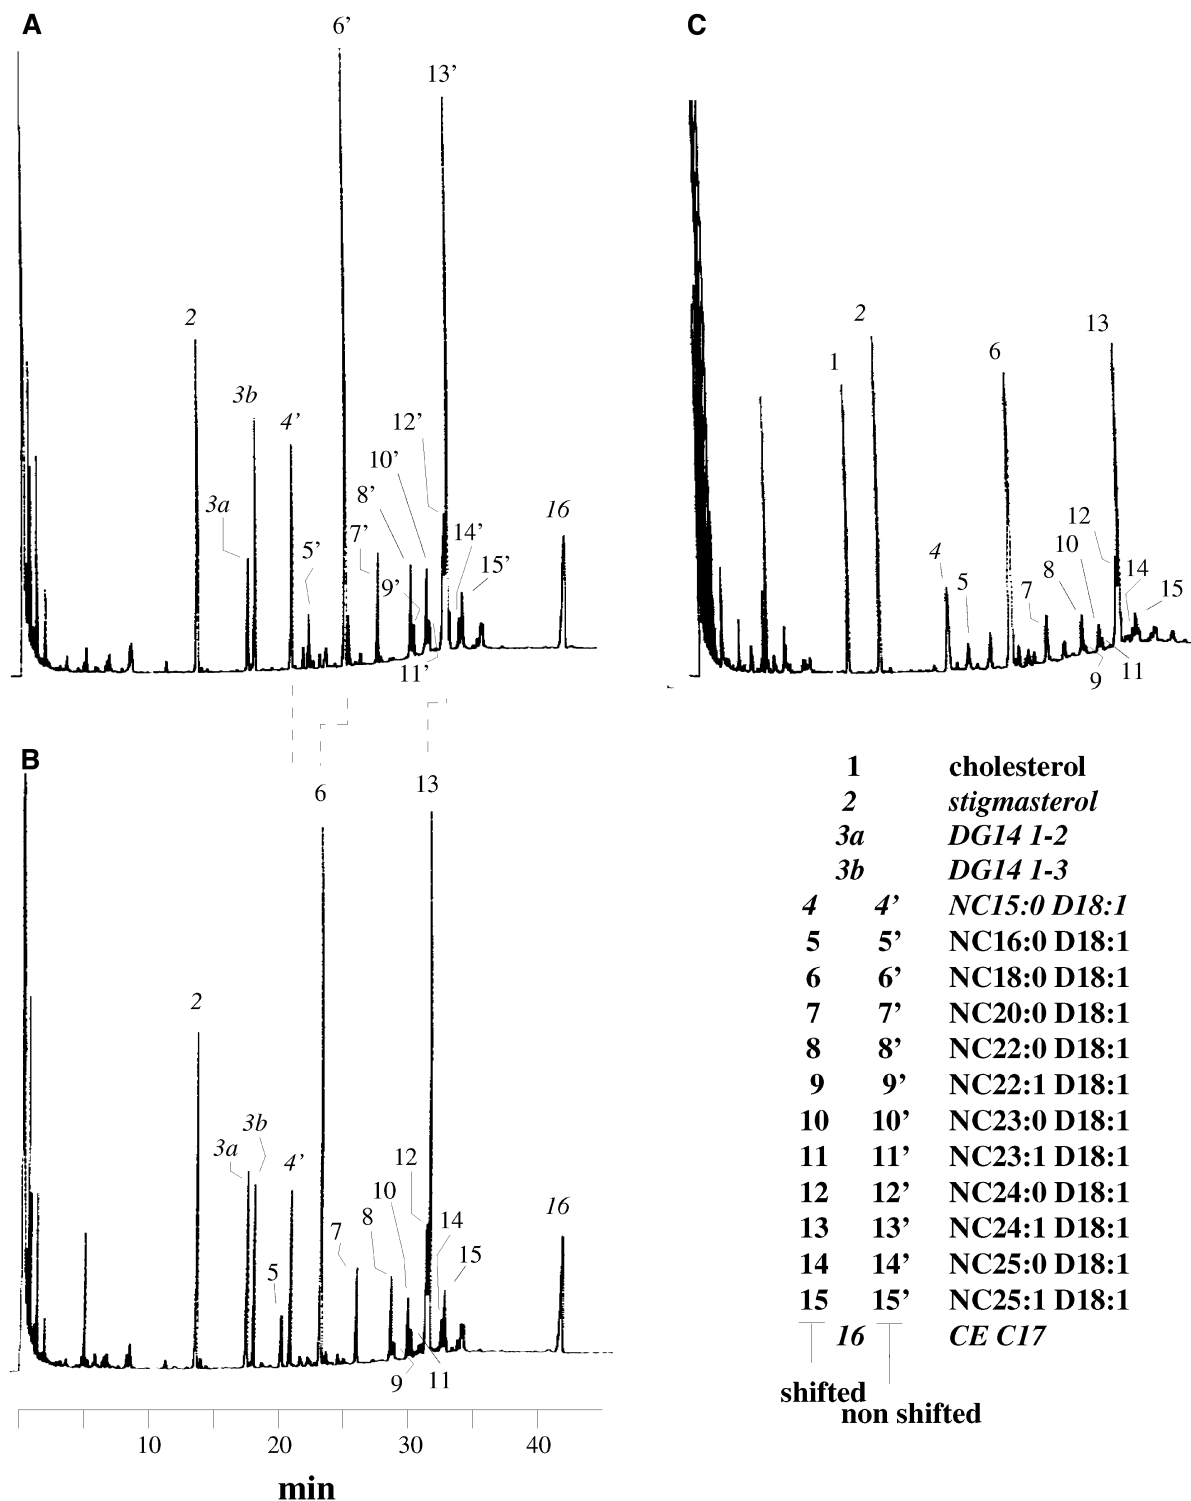 A
6’
13’
2
3b
4’
12’
10’
8’
16
3a
7’
14’
5’
15’
9’
11’
C
2
13
1
6
12
10
4
14
8
5
7
15
11
9
B
6
13
2
3b
3a
4’
12
10
16
8
14
7
15
5
9
11
10 20 30 40
min
1 cholesterol
2 stigmasterol
3a DG14 1-2
3b DG14 1-3
4 4’ NC15:0 D18:1
5 5’ NC16:0 D18:1
6 6’ NC18:0 D18:1
7 7’ NC20:0 D18:1
8 8’ NC22:0 D18:1
9 9’ NC22:1 D18:1
10 10’ NC23:0 D18:1
11 11’ NC23:1 D18:1
12 12’ NC24:0 D18:1
13 13’ NC24:1 D18:1
14 14’ NC25:0 D18:1
15 15’ NC25:1 D18:1
16 CE C17
shifted
non shifted